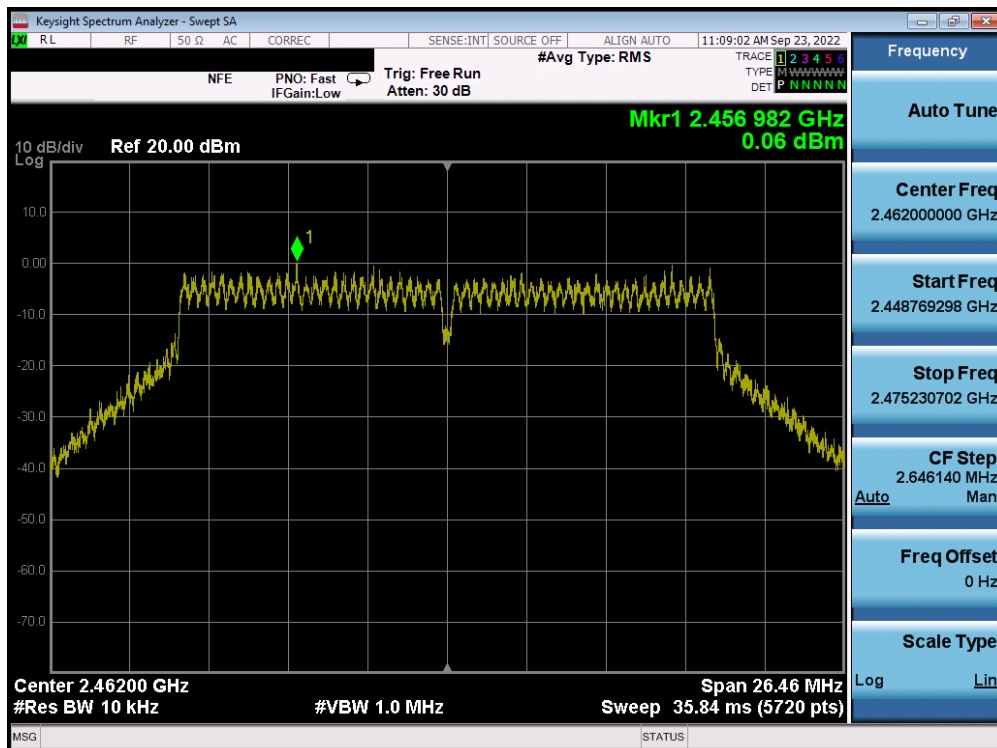 Keysight Spectrum Analyzer - Swept SA
LXI RL RF 50 Ω AC CORREC SENSE:INT SOURCE OFF ALIGN AUTO 11:09:02 AM Sep 23, 2022
#Avg Type: RMS
NFE PNO: Fast Trig: Free Run
IFGain:Low Atten: 30 dB
TRACE 1 2 3 4 5 6
TYPE M WWWWW
DET P N N N N N
Mkr1 2.456 982 GHz
0.06 dBm
10 dB/div Ref 20.00 dBm
Log
10.0
0.00
-10.0
-20.0
-30.0
-40.0
-50.0
-60.0
-70.0
1
Center 2.46200 GHz Span 26.46 MHz
#Res BW 10 kHz #VBW 1.0 MHz Sweep 35.84 ms (5720 pts)
MSG STATUS
Frequency
Auto Tune
Center Freq
2.462000000 GHz
Start Freq
2.448769298 GHz
Stop Freq
2.475230702 GHz
CF Step
2.646140 MHz
Auto Man
Freq Offset
0 Hz
Scale Type
Log Lin